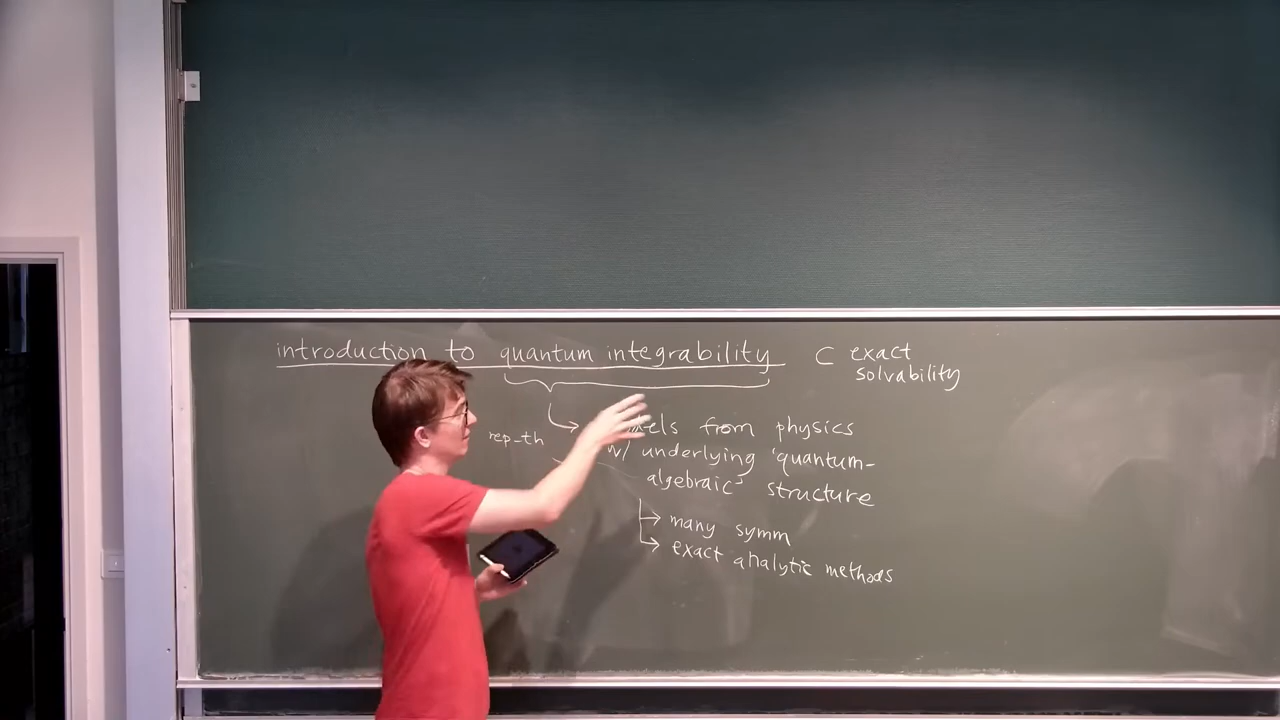 introduction to quantum integrability ⊂ exact
solvability
rep-th
from physics
w/ underlying 'quantum-
algebraic' structure
↳ many symm
↳ exact analytic methods